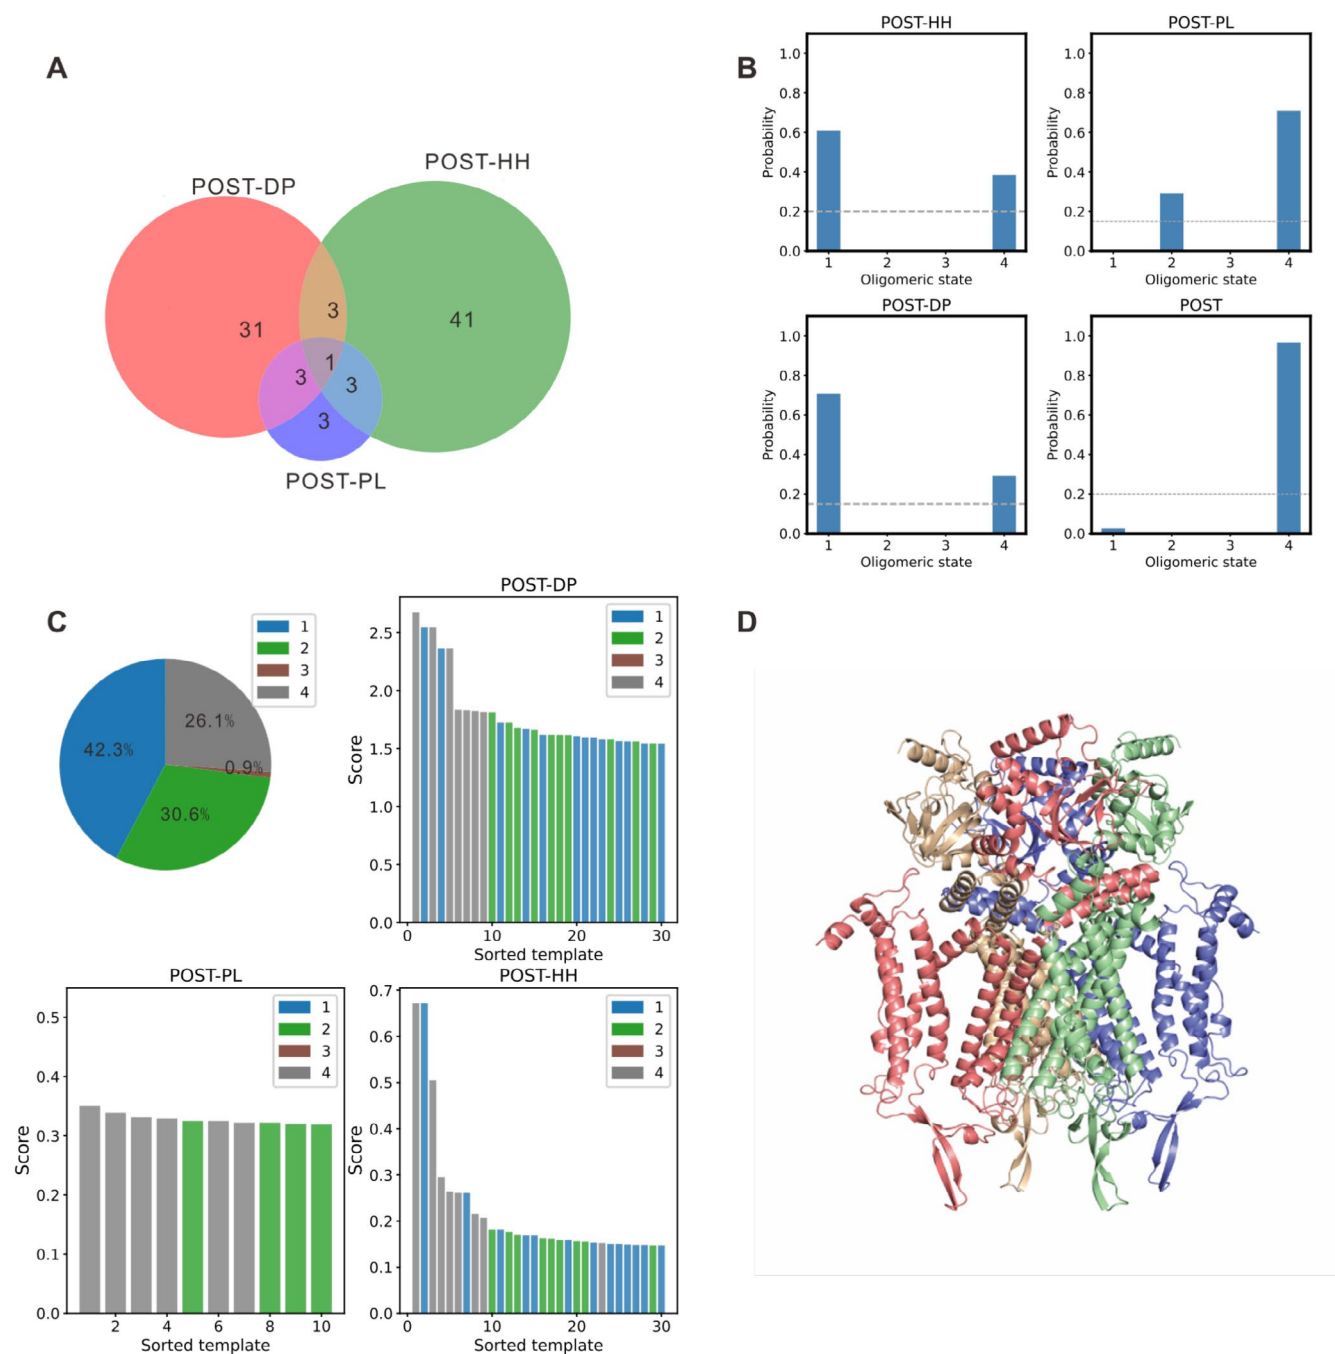 A
POST-DP
POST-HH
31
3
41
1
3
3
3
POST-PL
B
POST-HH
Probability
1.0
0.8
0.6
0.4
0.2
0.0
1 2 3 4
Oligomeric state
POST-PL
Probability
1.0
0.8
0.6
0.4
0.2
0.0
1 2 3 4
Oligomeric state
POST-DP
Probability
1.0
0.8
0.6
0.4
0.2
0.0
1 2 3 4
Oligomeric state
POST
Probability
1.0
0.8
0.6
0.4
0.2
0.0
1 2 3 4
Oligomeric state
C
1
2
3
4
26.1%
42.3%
0.9%
30.6%
POST-DP
1
2
3
4
Score
2.5
2.0
1.5
1.0
0.5
0.0
0 10 20 30
Sorted template
POST-PL
1
2
3
4
Score
0.5
0.4
0.3
0.2
0.1
0.0
2 4 6 8 10
Sorted template
POST-HH
1
2
3
4
Score
0.7
0.6
0.5
0.4
0.3
0.2
0.1
0.0
0 10 20 30
Sorted template
D